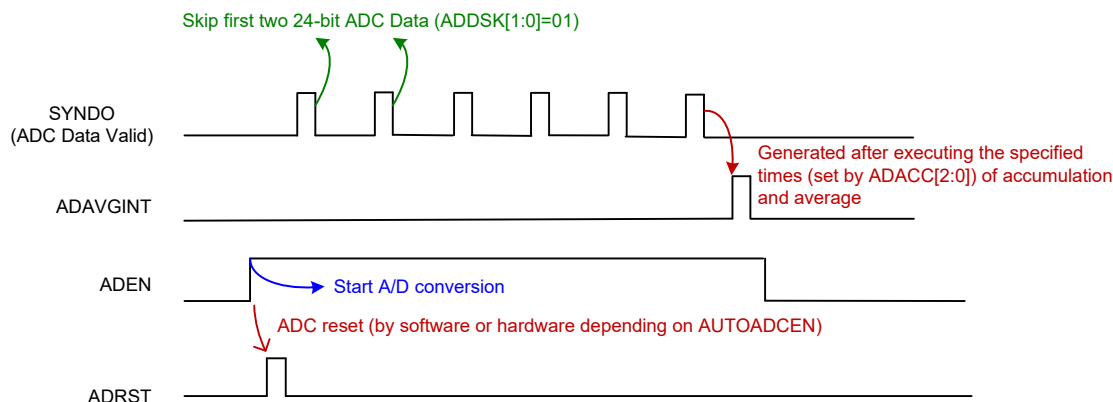 Skip first two 24-bit ADC Data (ADDSK[1:0]=01)
SYNDO
(ADC Data Valid)
Generated after executing the specified
times (set by ADACC[2:0]) of accumulation
and average
ADAVGINT
ADEN
Start A/D conversion
ADC reset (by software or hardware depending on AUTOADCEN)
ADRST